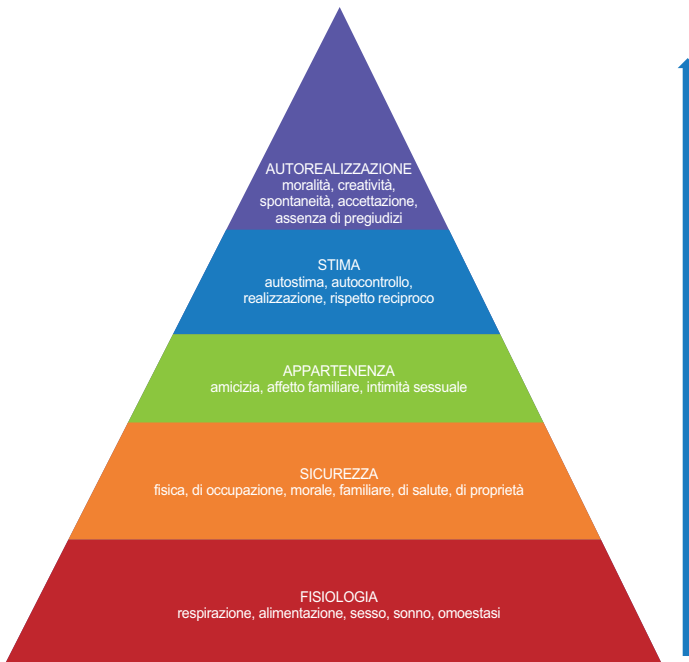 AUTOREALIZZAZIONE
moralità, creatività,
spontaneità, accettazione,
assenza di pregiudizi
STIMA
autostima, autocontrollo,
realizzazione, rispetto reciproco
APPARTENENZA
amicizia, affetto familiare, intimità sessuale
SICUREZZA
fisica, di occupazione, morale, familiare, di salute, di proprietà
FISIOLOGIA
respirazione, alimentazione, sesso, sonno, omoestasi